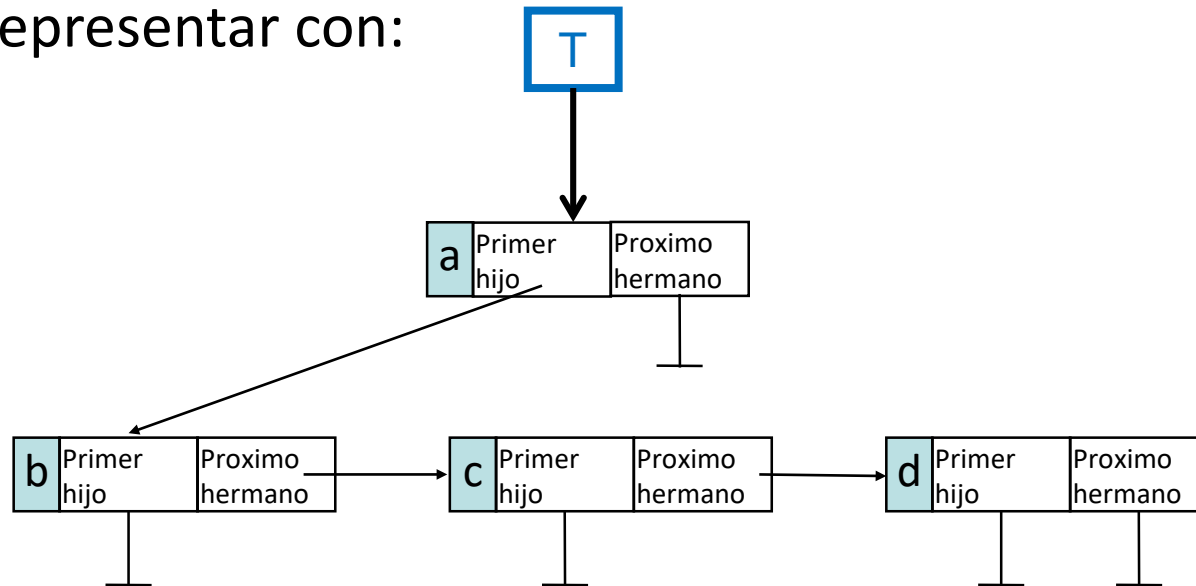 epresentar con:
T
a
Primer
hijo
Proximo
hermano
b
Primer
hijo
Proximo
hermano
c
Primer
hijo
Proximo
hermano
d
Primer
hijo
Proximo
hermano